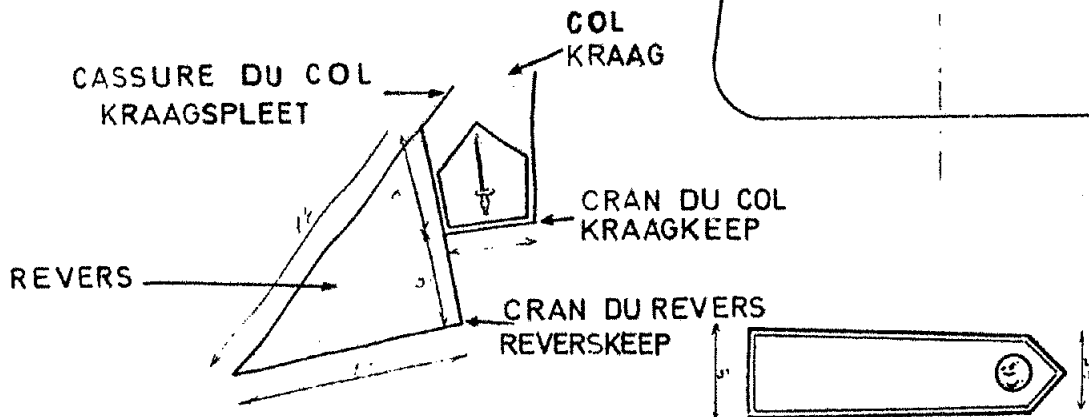 COL
KRAAG
CASSURE DU COL
KRAAGSPLEET
CRAN DU COL
KRAAGKEEP
REVERS
CRAN DU REVERS
REVERSKEEP